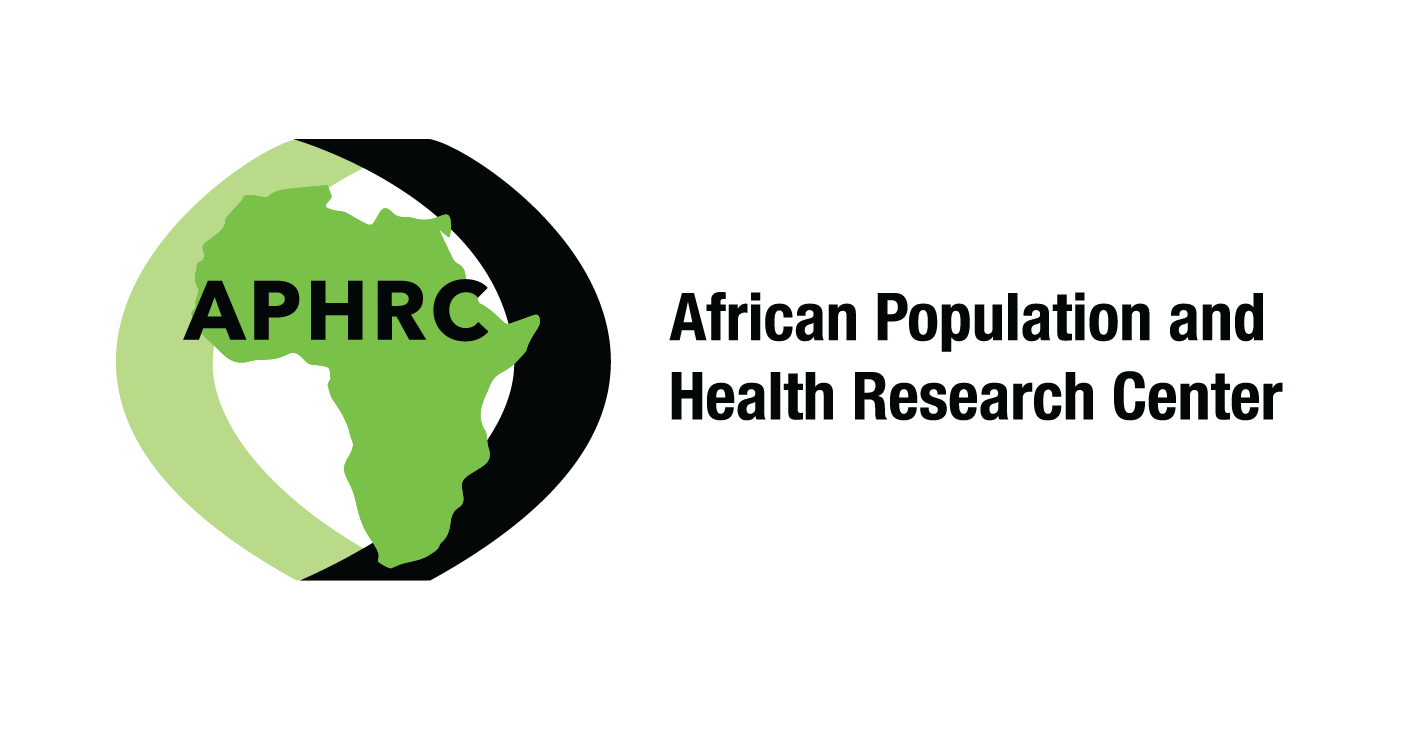 APHRC
African Population and
Health Research Center